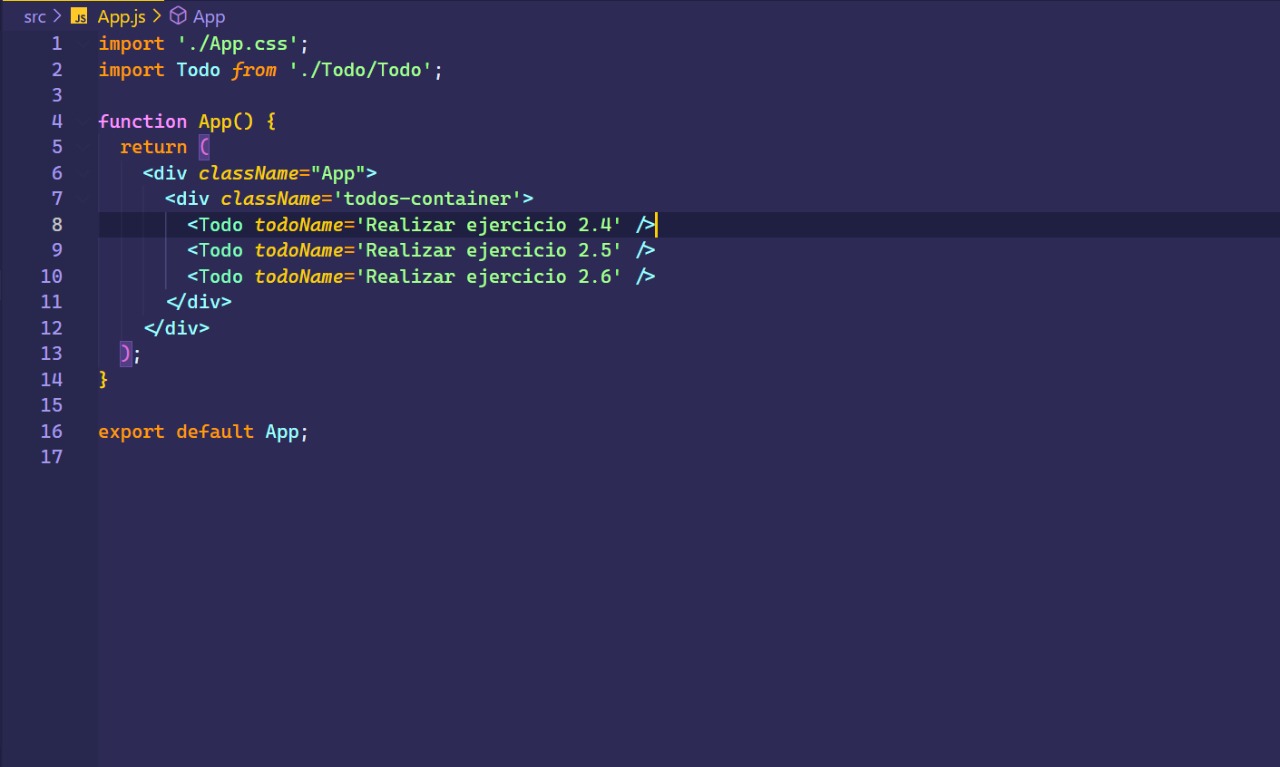 src > JS App.js > App
1 import './App.css';
2 import Todo from './Todo/Todo';
3
4 function App() {
5   return (
6     <div className="App">
7       <div className='todos-container'>
8         <Todo todoName='Realizar ejercicio 2.4' />
9         <Todo todoName='Realizar ejercicio 2.5' />
10         <Todo todoName='Realizar ejercicio 2.6' />
11       </div>
12     </div>
13   );
14 }
15
16 export default App;
17